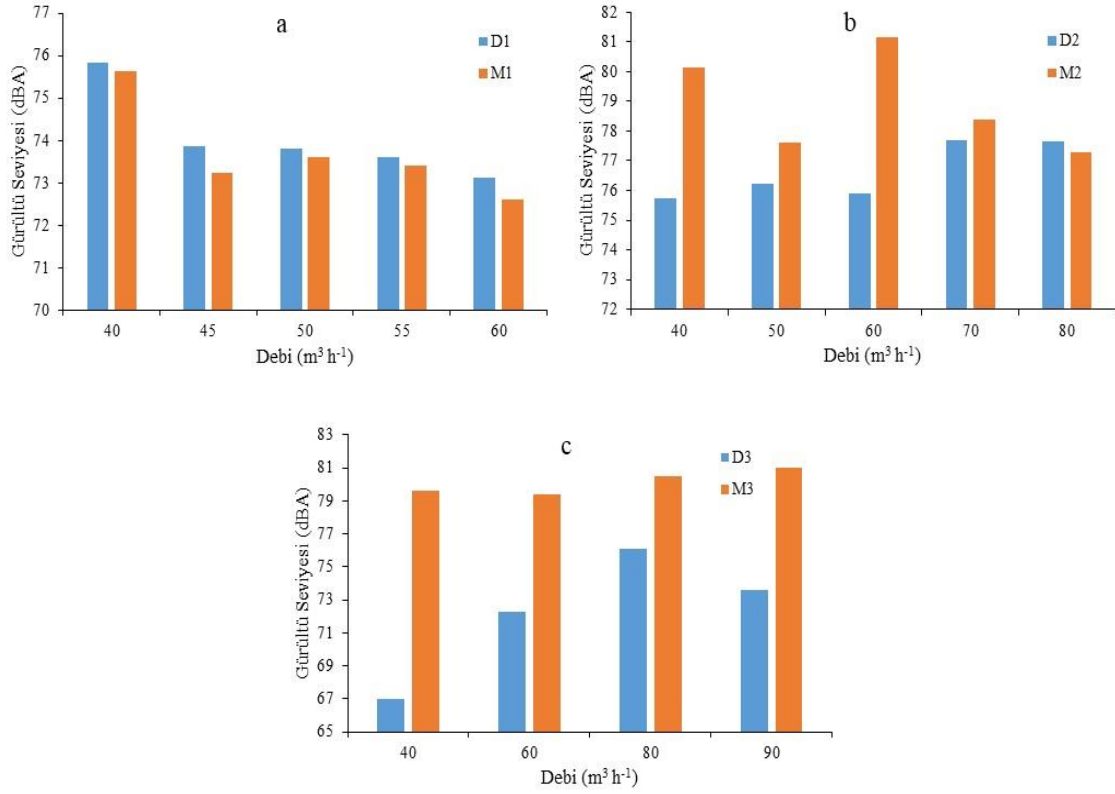 a
77
76
75
74
73
72
71
70
Gürültü Seviyesi (dBA)
D1
M1
40 45 50 55 60
Debi (m³ h⁻¹)
b
82
81
80
79
78
77
76
75
74
73
72
Gürültü Seviyesi (dBA)
D2
M2
40 50 60 70 80
Debi (m³ h⁻¹)
c
83
81
79
77
75
73
71
69
67
65
Gürültü Seviyesi (dBA)
D3
M3
40 60 80 90
Debi (m³ h⁻¹)